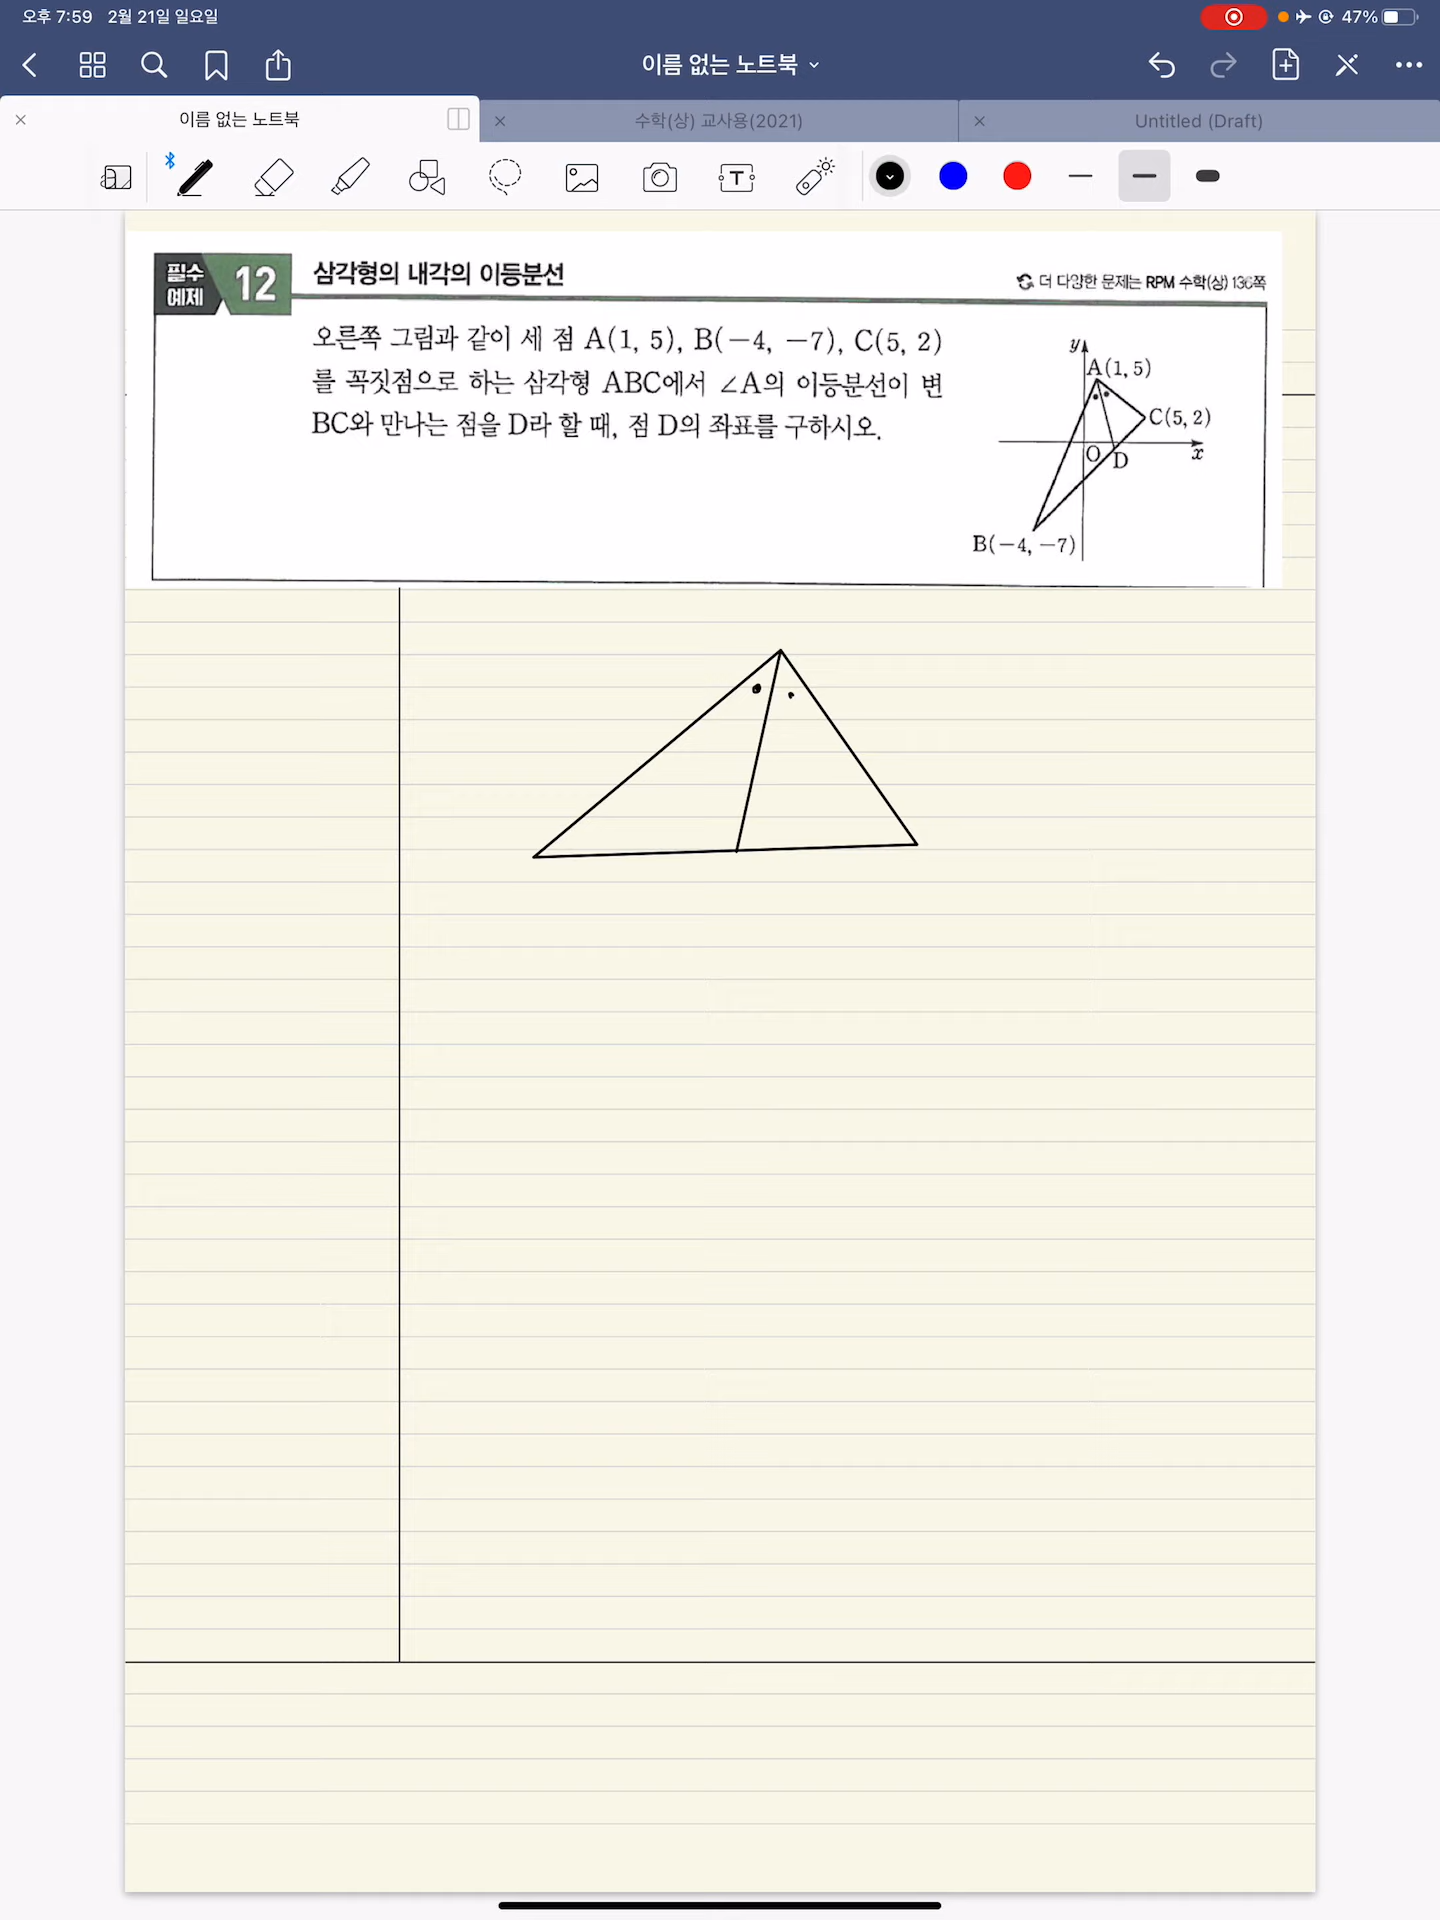 오후 7:59 2월 21일 일요일
47%
이름 없는 노트북
이름 없는 노트북
수학(상) 교사용(2021)
Untitled (Draft)
T
필수
예제
12
삼각형의 내각의 이등분선
더 다양한 문제는 RPM 수학(상) 136쪽
오른쪽 그림과 같이 세 점 A(1, 5), B(−4, −7), C(5, 2)
를 꼭짓점으로 하는 삼각형 ABC에서 ∠A의 이등분선이 변
BC와 만나는 점을 D라 할 때, 점 D의 좌표를 구하시오.
y
A(1, 5)
C(5, 2)
O
D
x
B(−4, −7)